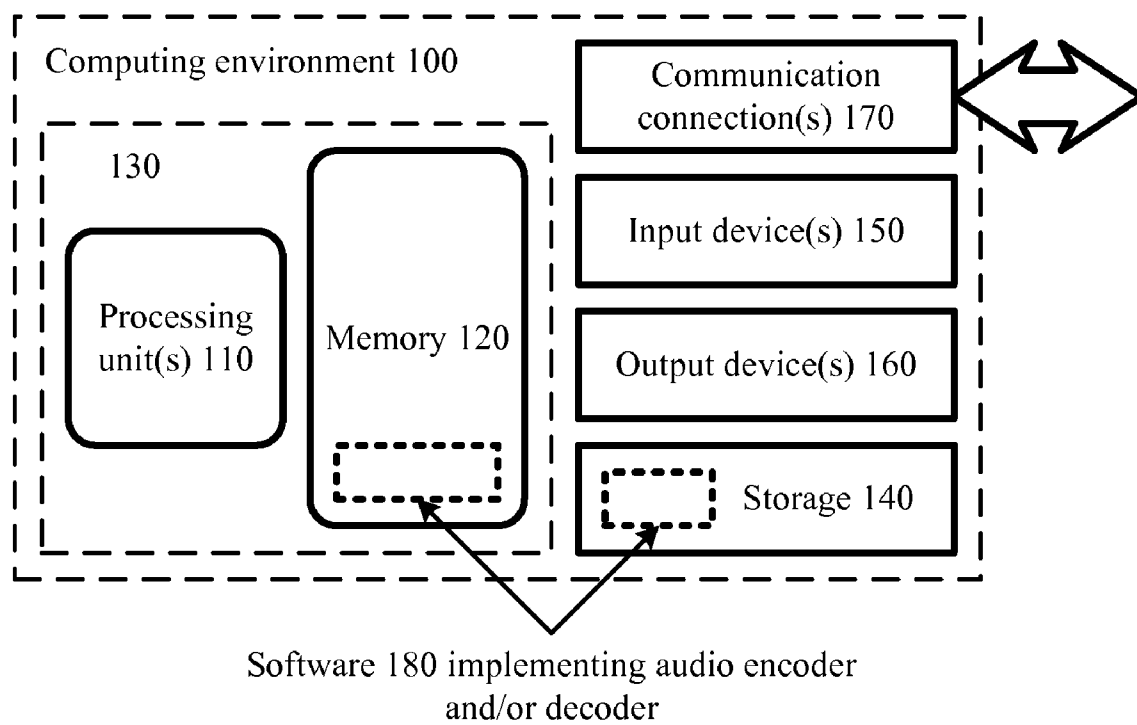 Computing environment 100
130
Processing
unit(s) 110
Memory 120
Communication
connection(s) 170
Input device(s) 150
Output device(s) 160
Storage 140
Software 180 implementing audio encoder
and/or decoder